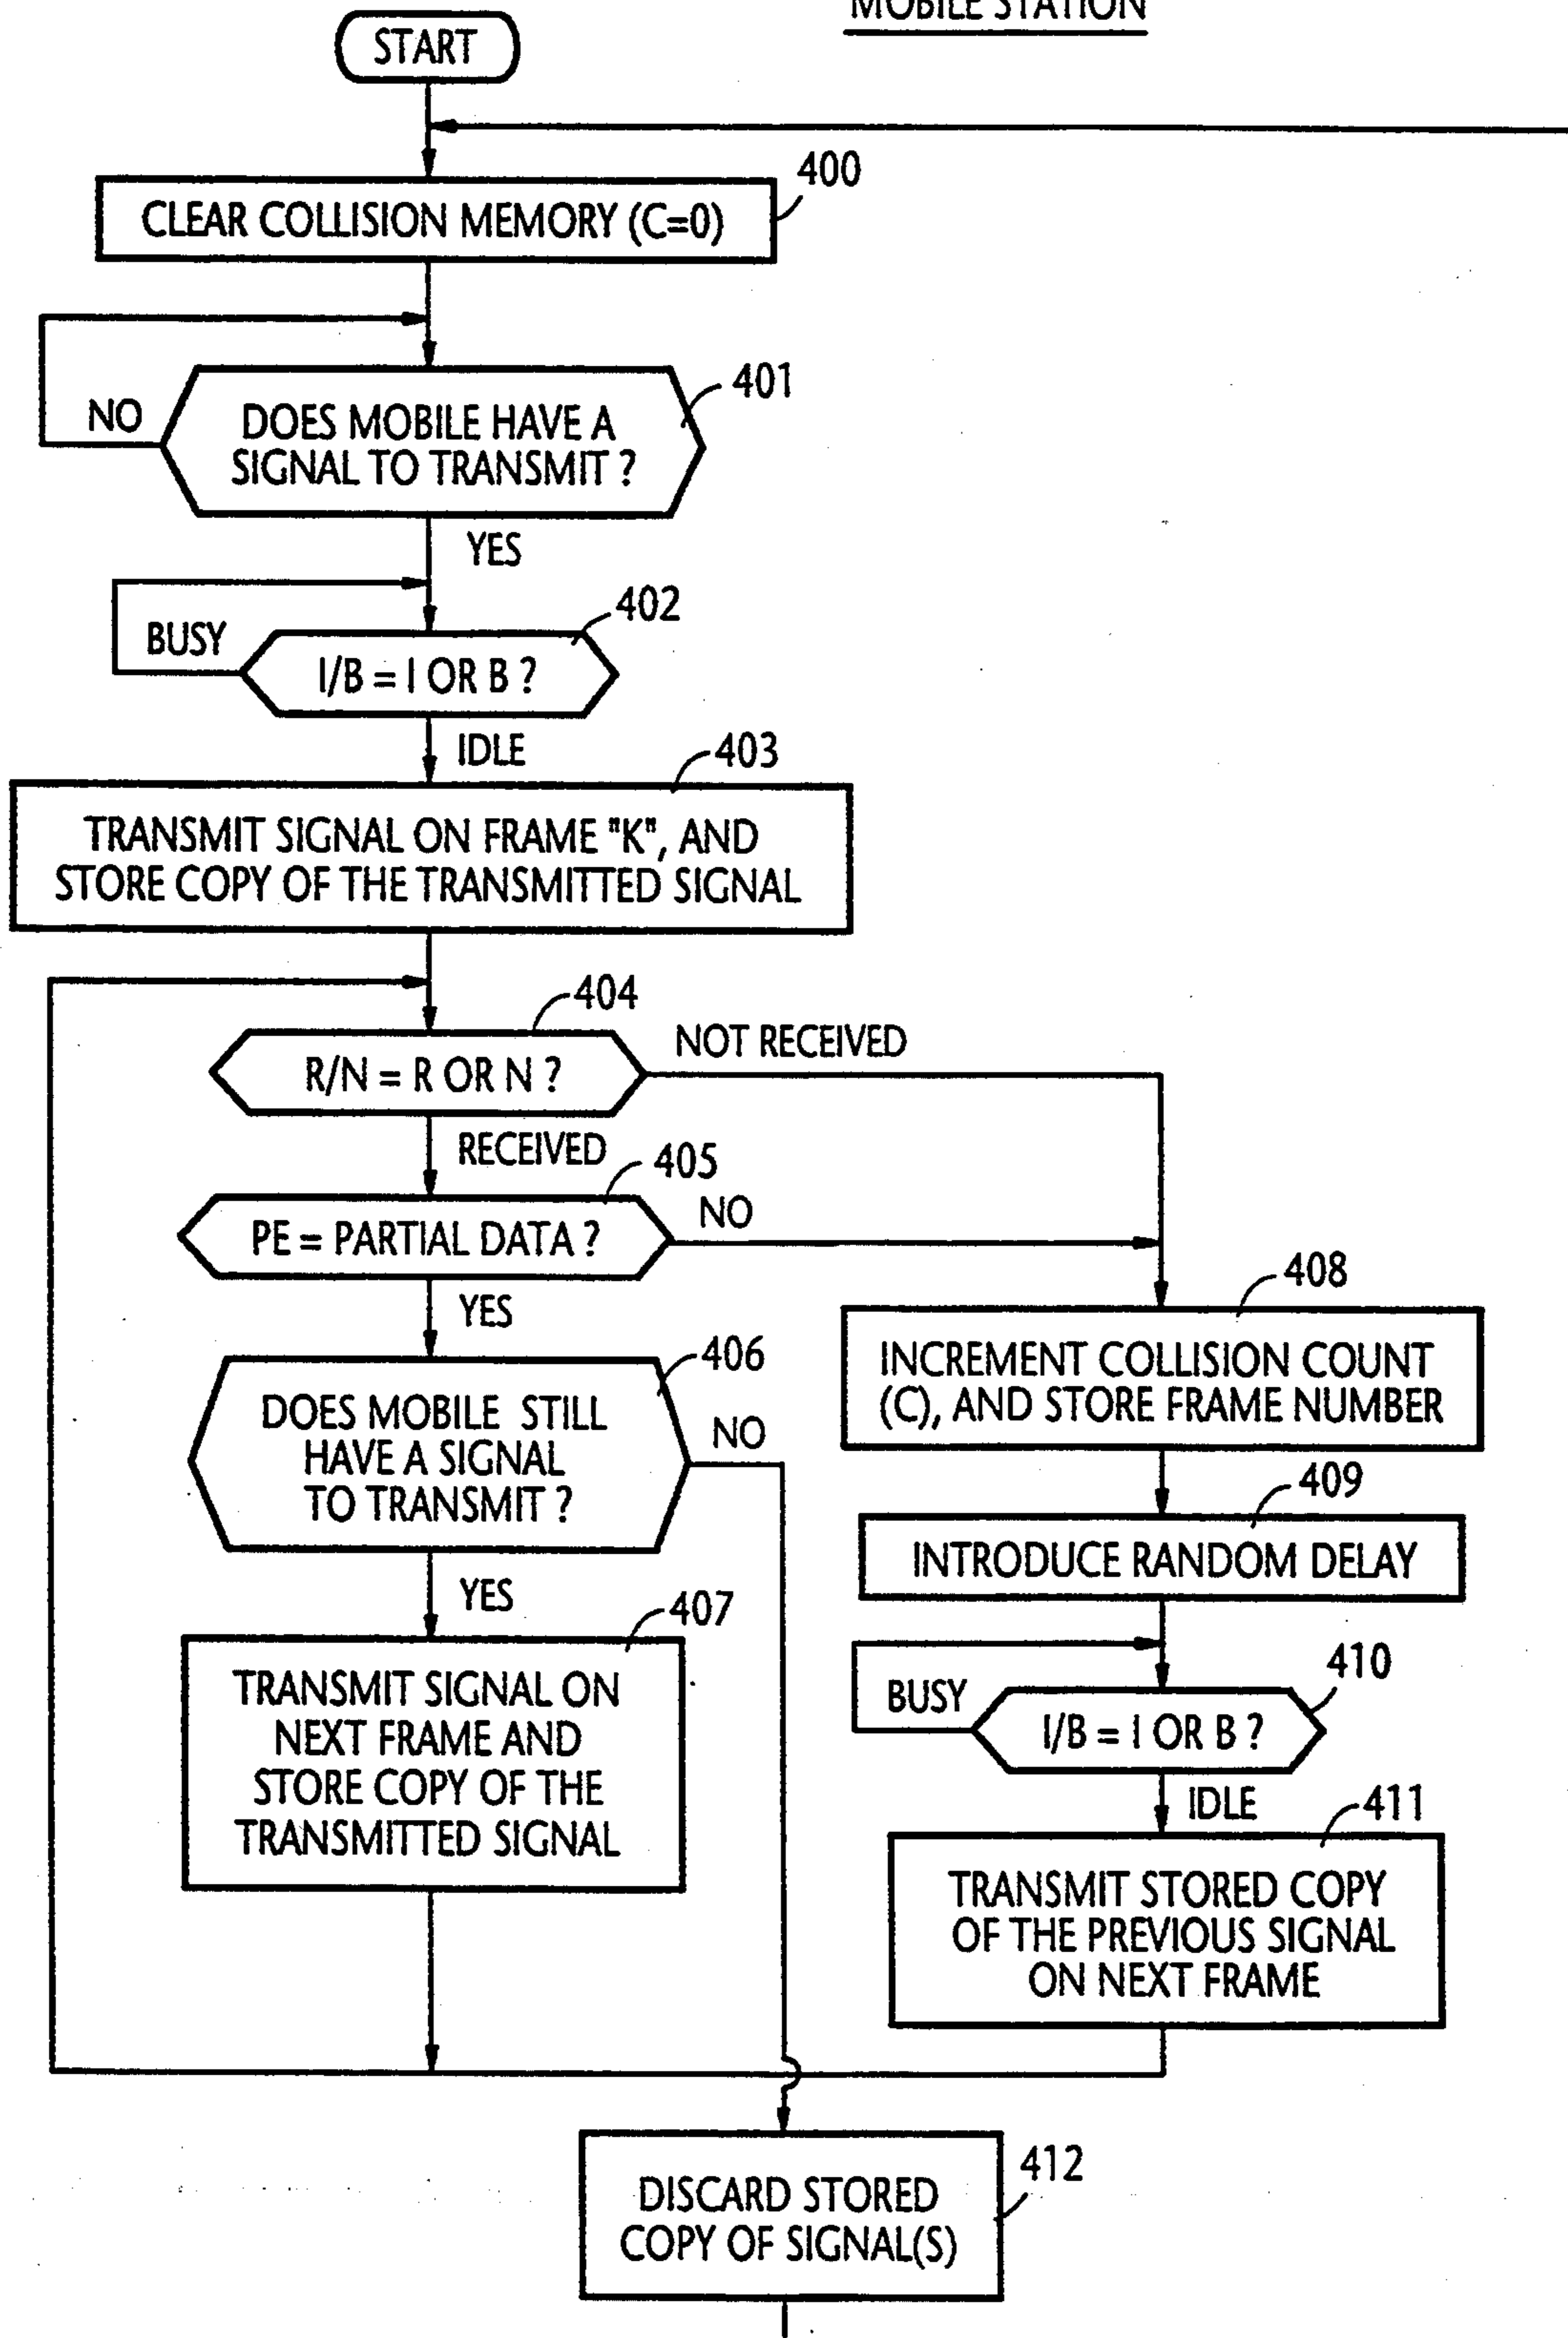 MOBILE STATION
START
400
CLEAR COLLISION MEMORY (C=0)
401
NO
DOES MOBILE HAVE A
SIGNAL TO TRANSMIT ?
YES
402
BUSY
I/B = I OR B ?
IDLE
403
TRANSMIT SIGNAL ON FRAME "K", AND
STORE COPY OF THE TRANSMITTED SIGNAL
404
NOT RECEIVED
R/N = R OR N ?
RECEIVED
405
NO
PE = PARTIAL DATA ?
YES
406
DOES MOBILE STILL
HAVE A SIGNAL
TO TRANSMIT ?
NO
YES
407
TRANSMIT SIGNAL ON
NEXT FRAME AND
STORE COPY OF THE
TRANSMITTED SIGNAL
408
INCREMENT COLLISION COUNT
(C), AND STORE FRAME NUMBER
409
INTRODUCE RANDOM DELAY
410
BUSY
I/B = I OR B ?
IDLE
411
TRANSMIT STORED COPY
OF THE PREVIOUS SIGNAL
ON NEXT FRAME
412
DISCARD STORED
COPY OF SIGNAL(S)